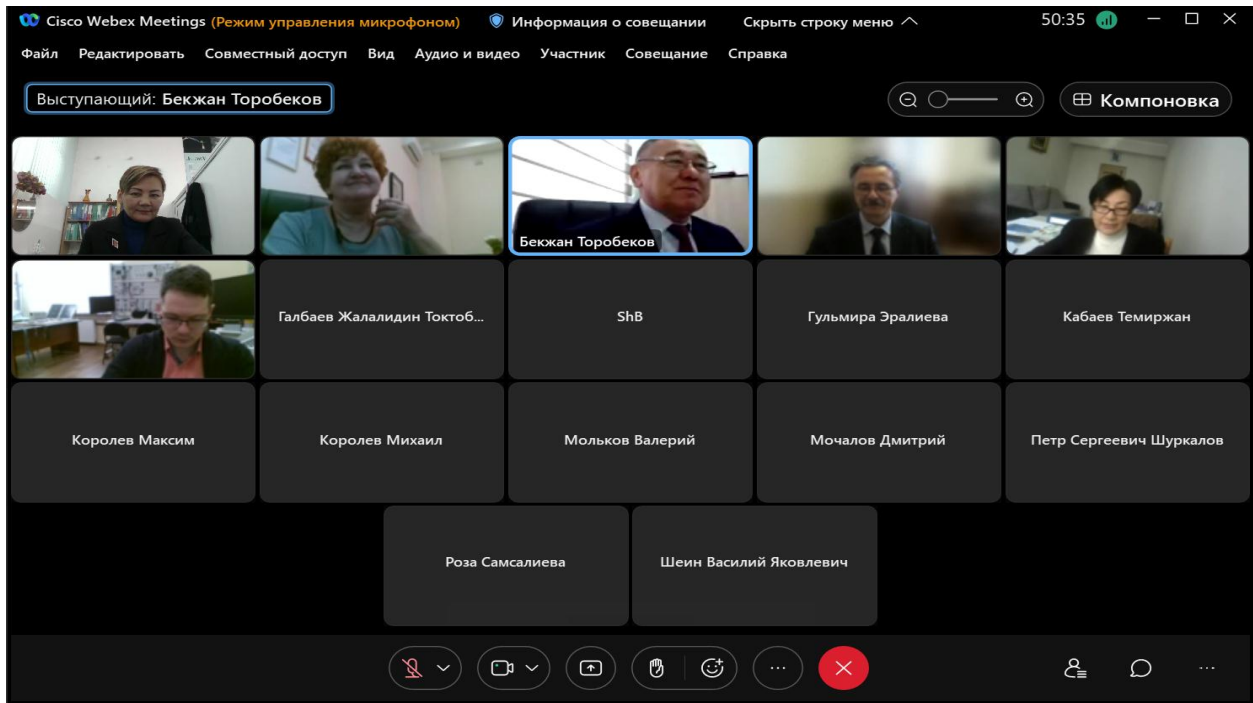 Cisco Webex Meetings (Режим управления микрофоном) Информация о совещании Скрыть строку меню 50:35
Файл Редактировать Совместный доступ Вид Аудио и видео Участник Совещание Справка
Выступающий: Бекжан Торобеков Компоновка
Бекжан Торобеков
Галбаев Жалалидин Токтоб... ShB Гульмира Эралиева Кабаев Темиржан
Королев Максим Королев Михаил Мольков Валерий Мочалов Дмитрий Петр Сергеевич Шуркалов
Роза Самсалиева Шеин Василий Яковлевич